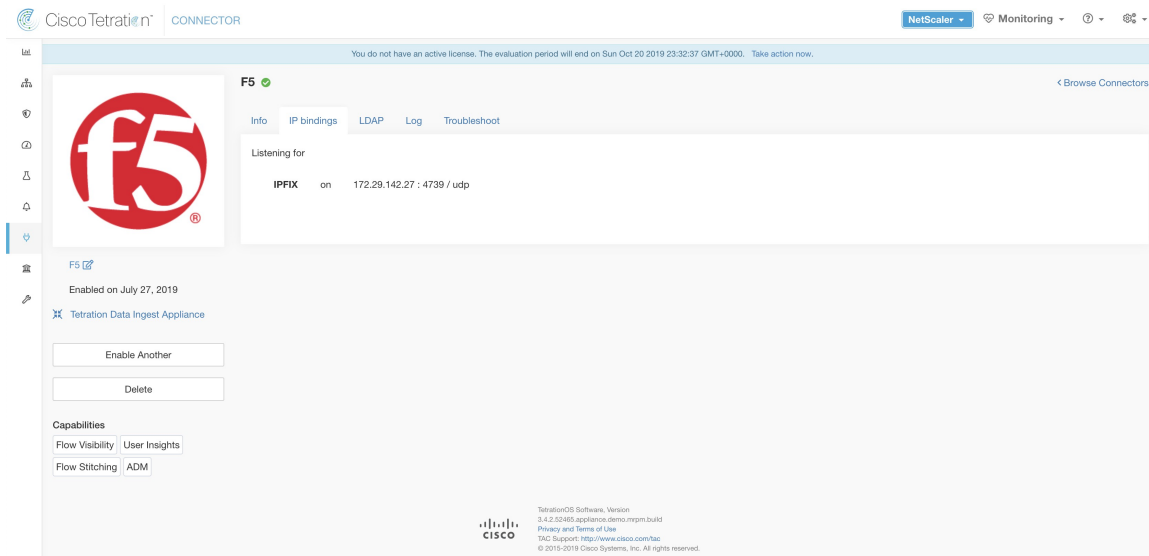 Cisco Tetration™ CONNECTOR
NetScaler Monitoring
You do not have an active license. The evaluation period will end on Sun Oct 20 2019 23:32:37 GMT+0000. Take action now.
F5
< Browse Connectors
f5®
Info IP bindings LDAP Log Troubleshoot
Listening for
IPFIX on 172.29.142.27 : 4739 / udp
F5
Enabled on July 27, 2019
Tetration Data Ingest Appliance
Enable Another
Delete
Capabilities
Flow Visibility User Insights
Flow Stitching ADM
CISCO
TetrationOS Software, Version
3.4.2.52465.appliance.demo.mrpm.build
Privacy and Terms of Use
TAC Support: http://www.cisco.com/tac
© 2015-2019 Cisco Systems, Inc. All rights reserved.